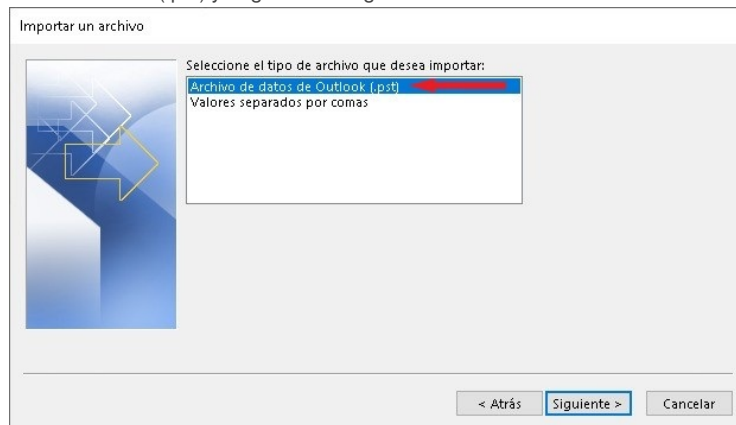 Importar un archivo
Seleccione el tipo de archivo que desea importar:
Archivo de datos de Outlook (.pst)
Valores separados por comas
< Atrás Siguiente > Cancelar